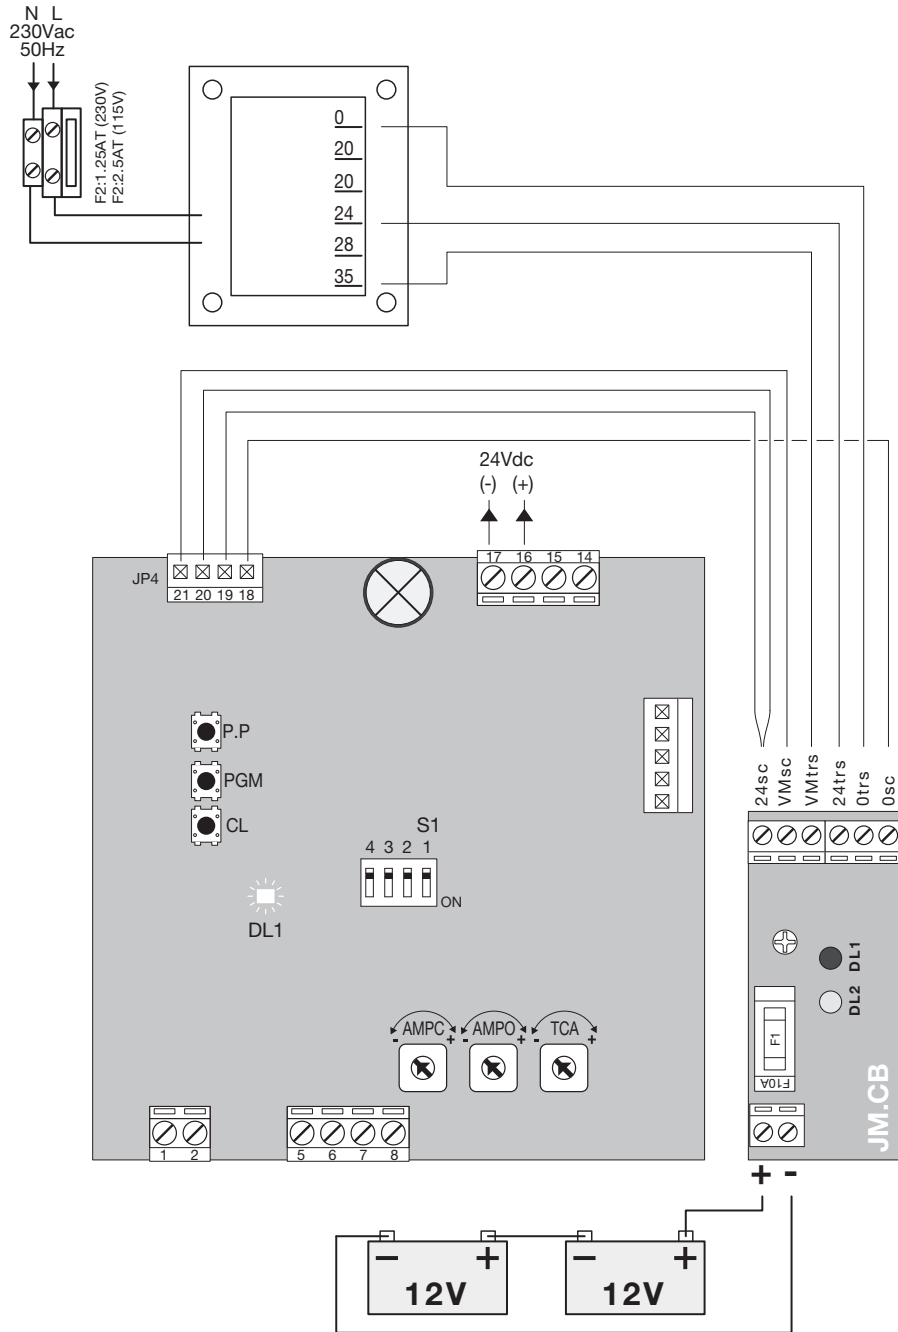 N L
230Vac
50Hz
F2:1.25AT (230V)
F2:2.5AT (115V)
0
20
20
24
28
35
24Vdc
(-) (+)
JP4
21 20 19 18
17 16 15 14
P.P
PGM
CL
S1
4 3 2 1
ON
DL1
24sc
VMsc
VMtrs
24trs
0trs
0sc
DL1
DL2
F1
F10A
JM.CB
AMPC
- +
AMPO
- +
TCA
- +
1 2
5 6 7 8
+ -
− +
12V
− +
12V